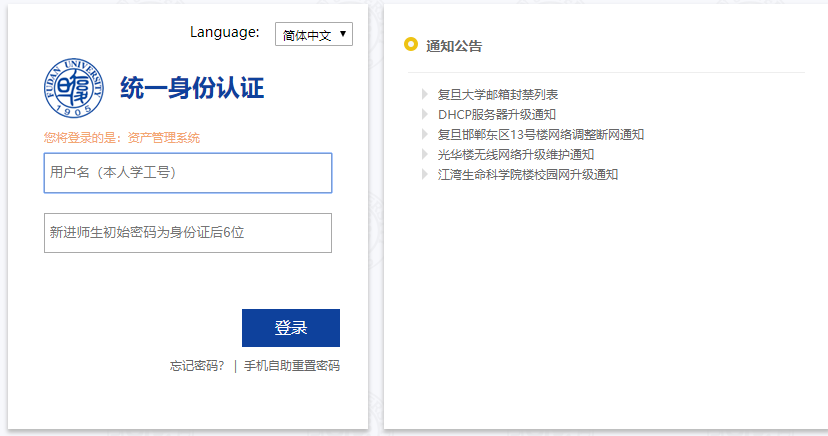 Language: 简体中文
FUDAN UNIVERSITY
1905
统一身份认证
您将登录的是：资产管理系统
用户名（本人学工号）
新进师生初始密码为身份证后6位
登录
忘记密码？ | 手机自助重置密码
通知公告
复旦大学邮箱封禁列表
DHCP服务器升级通知
复旦邯郸东区13号楼网络调整断网通知
光华楼无线网络升级维护通知
江湾生命科学院楼校园网升级通知